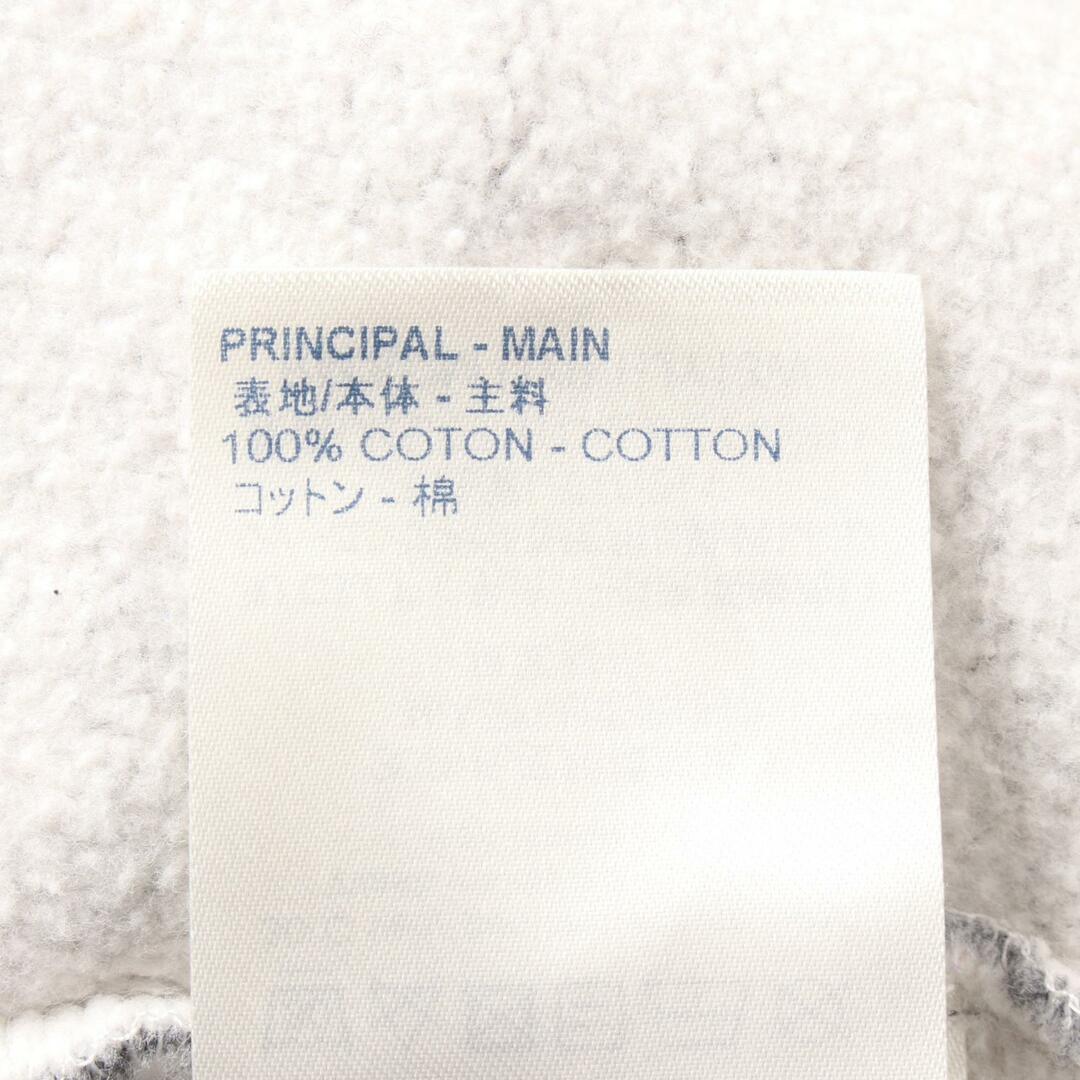 PRINCIPAL - MAIN
表地/本体 - 主料
100% COTON - COTTON
コットン - 棉